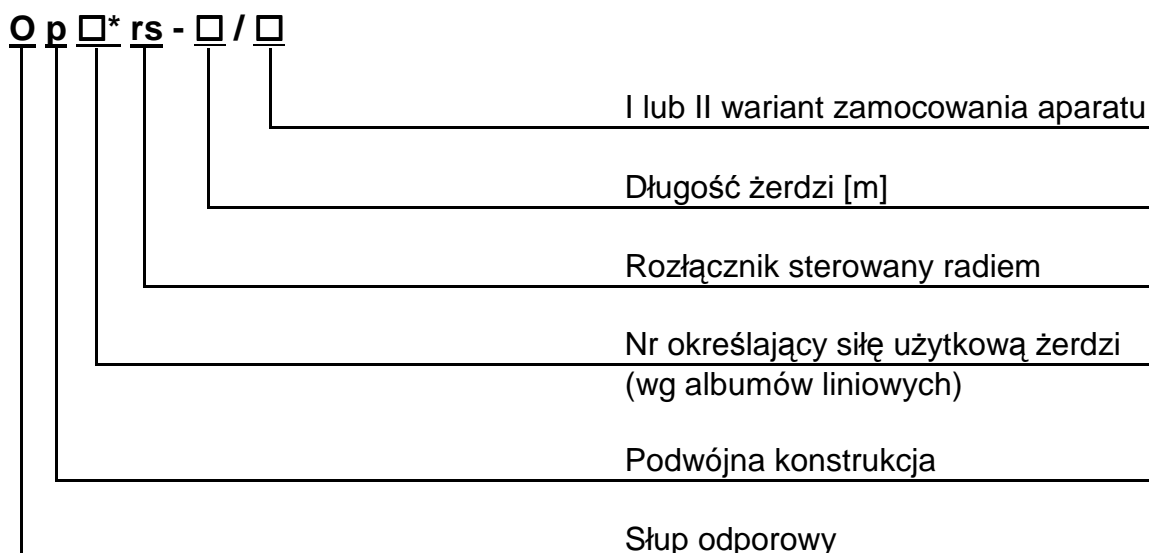 O p □* rs - □ / □
I lub II wariant zamocowania aparatu
Długość żerdzi [m]
Rozłącznik sterowany radiem
Nr określający siłę użytkową żerdzi
(wg albumów liniowych)
Podwójna konstrukcja
Słup odporowy